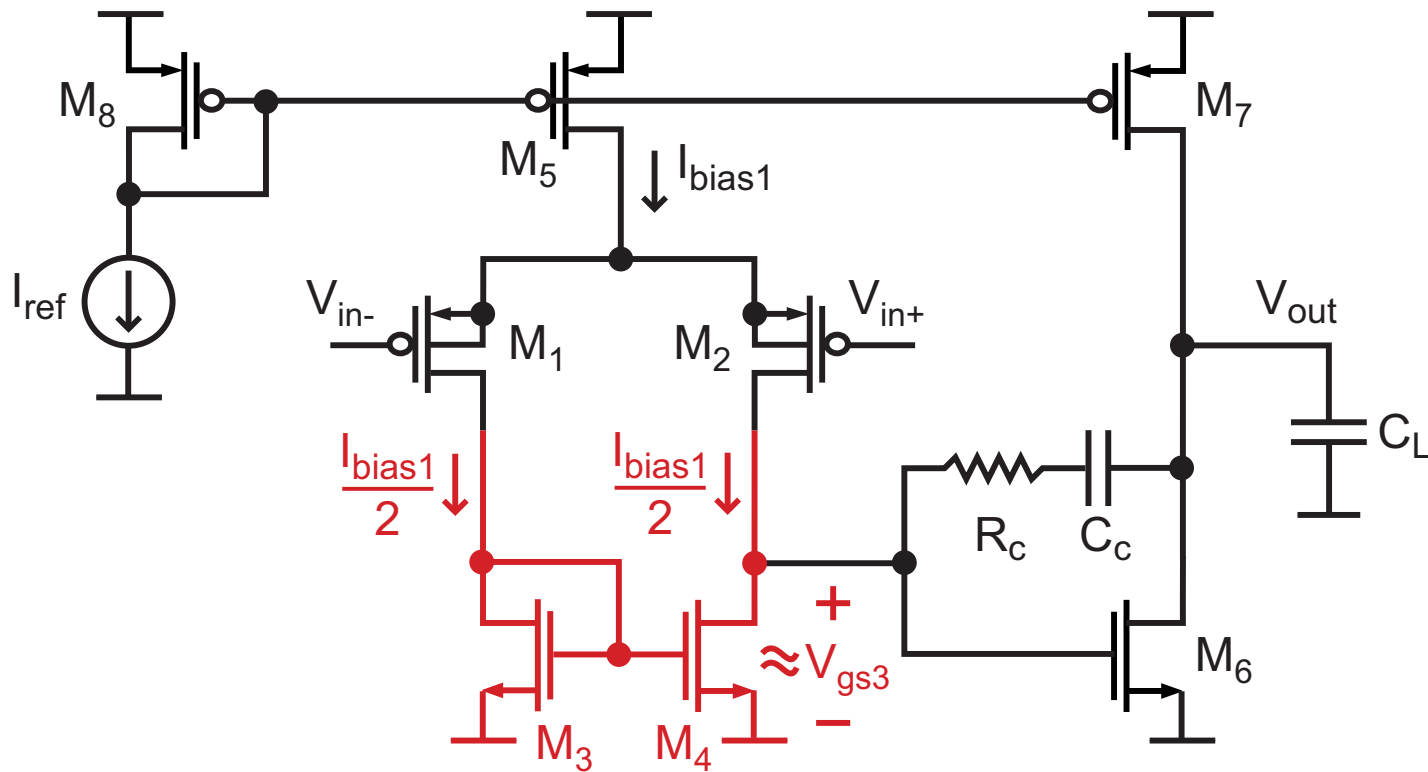 M8
M5
M7
Ibias1
Iref
Vin-
M1
M2
Vin+
Vout
Ibias1
2
Ibias1
2
CL
Rc
Cc
+
≈Vgs3
−
M6
M3
M4